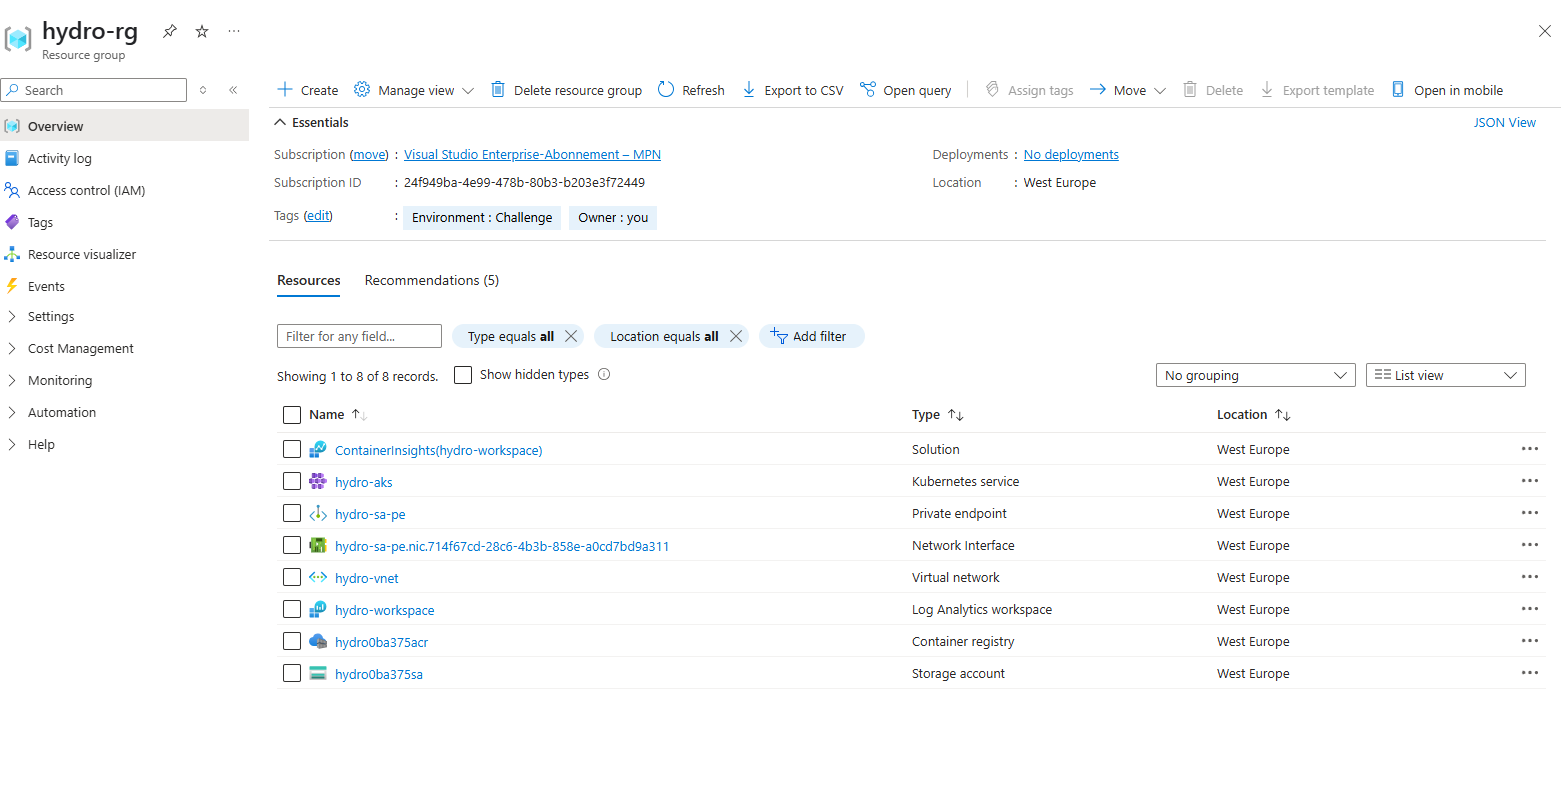 hydro-rg
Resource group
Search
Overview
Activity log
Access control (IAM)
Tags
Resource visualizer
Events
Settings
Cost Management
Monitoring
Automation
Help
Create Manage view Delete resource group Refresh Export to CSV Open query Assign tags Move Delete Export template Open in mobile
Essentials JSON View
Subscription (move) : Visual Studio Enterprise-Abonnement – MPN Deployments : No deployments
Subscription ID : 24f949ba-4e99-478b-80b3-b203e3f72449 Location : West Europe
Tags (edit) : Environment : Challenge Owner : you
Resources Recommendations (5)
Filter for any field... Type equals all Location equals all Add filter
Showing 1 to 8 of 8 records. Show hidden types No grouping List view
Name Type Location
ContainerInsights(hydro-workspace) Solution West Europe
hydro-aks Kubernetes service West Europe
hydro-sa-pe Private endpoint West Europe
hydro-sa-pe.nic.714f67cd-28c6-4b3b-858e-a0cd7bd9a311 Network Interface West Europe
hydro-vnet Virtual network West Europe
hydro-workspace Log Analytics workspace West Europe
hydro0ba375acr Container registry West Europe
hydro0ba375sa Storage account West Europe